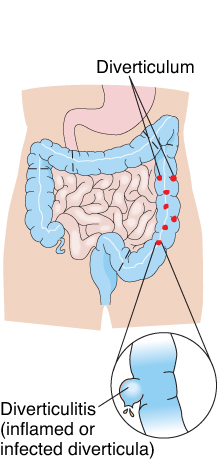 Diverticulum
Diverticulitis
(inflamed or
infected diverticula)